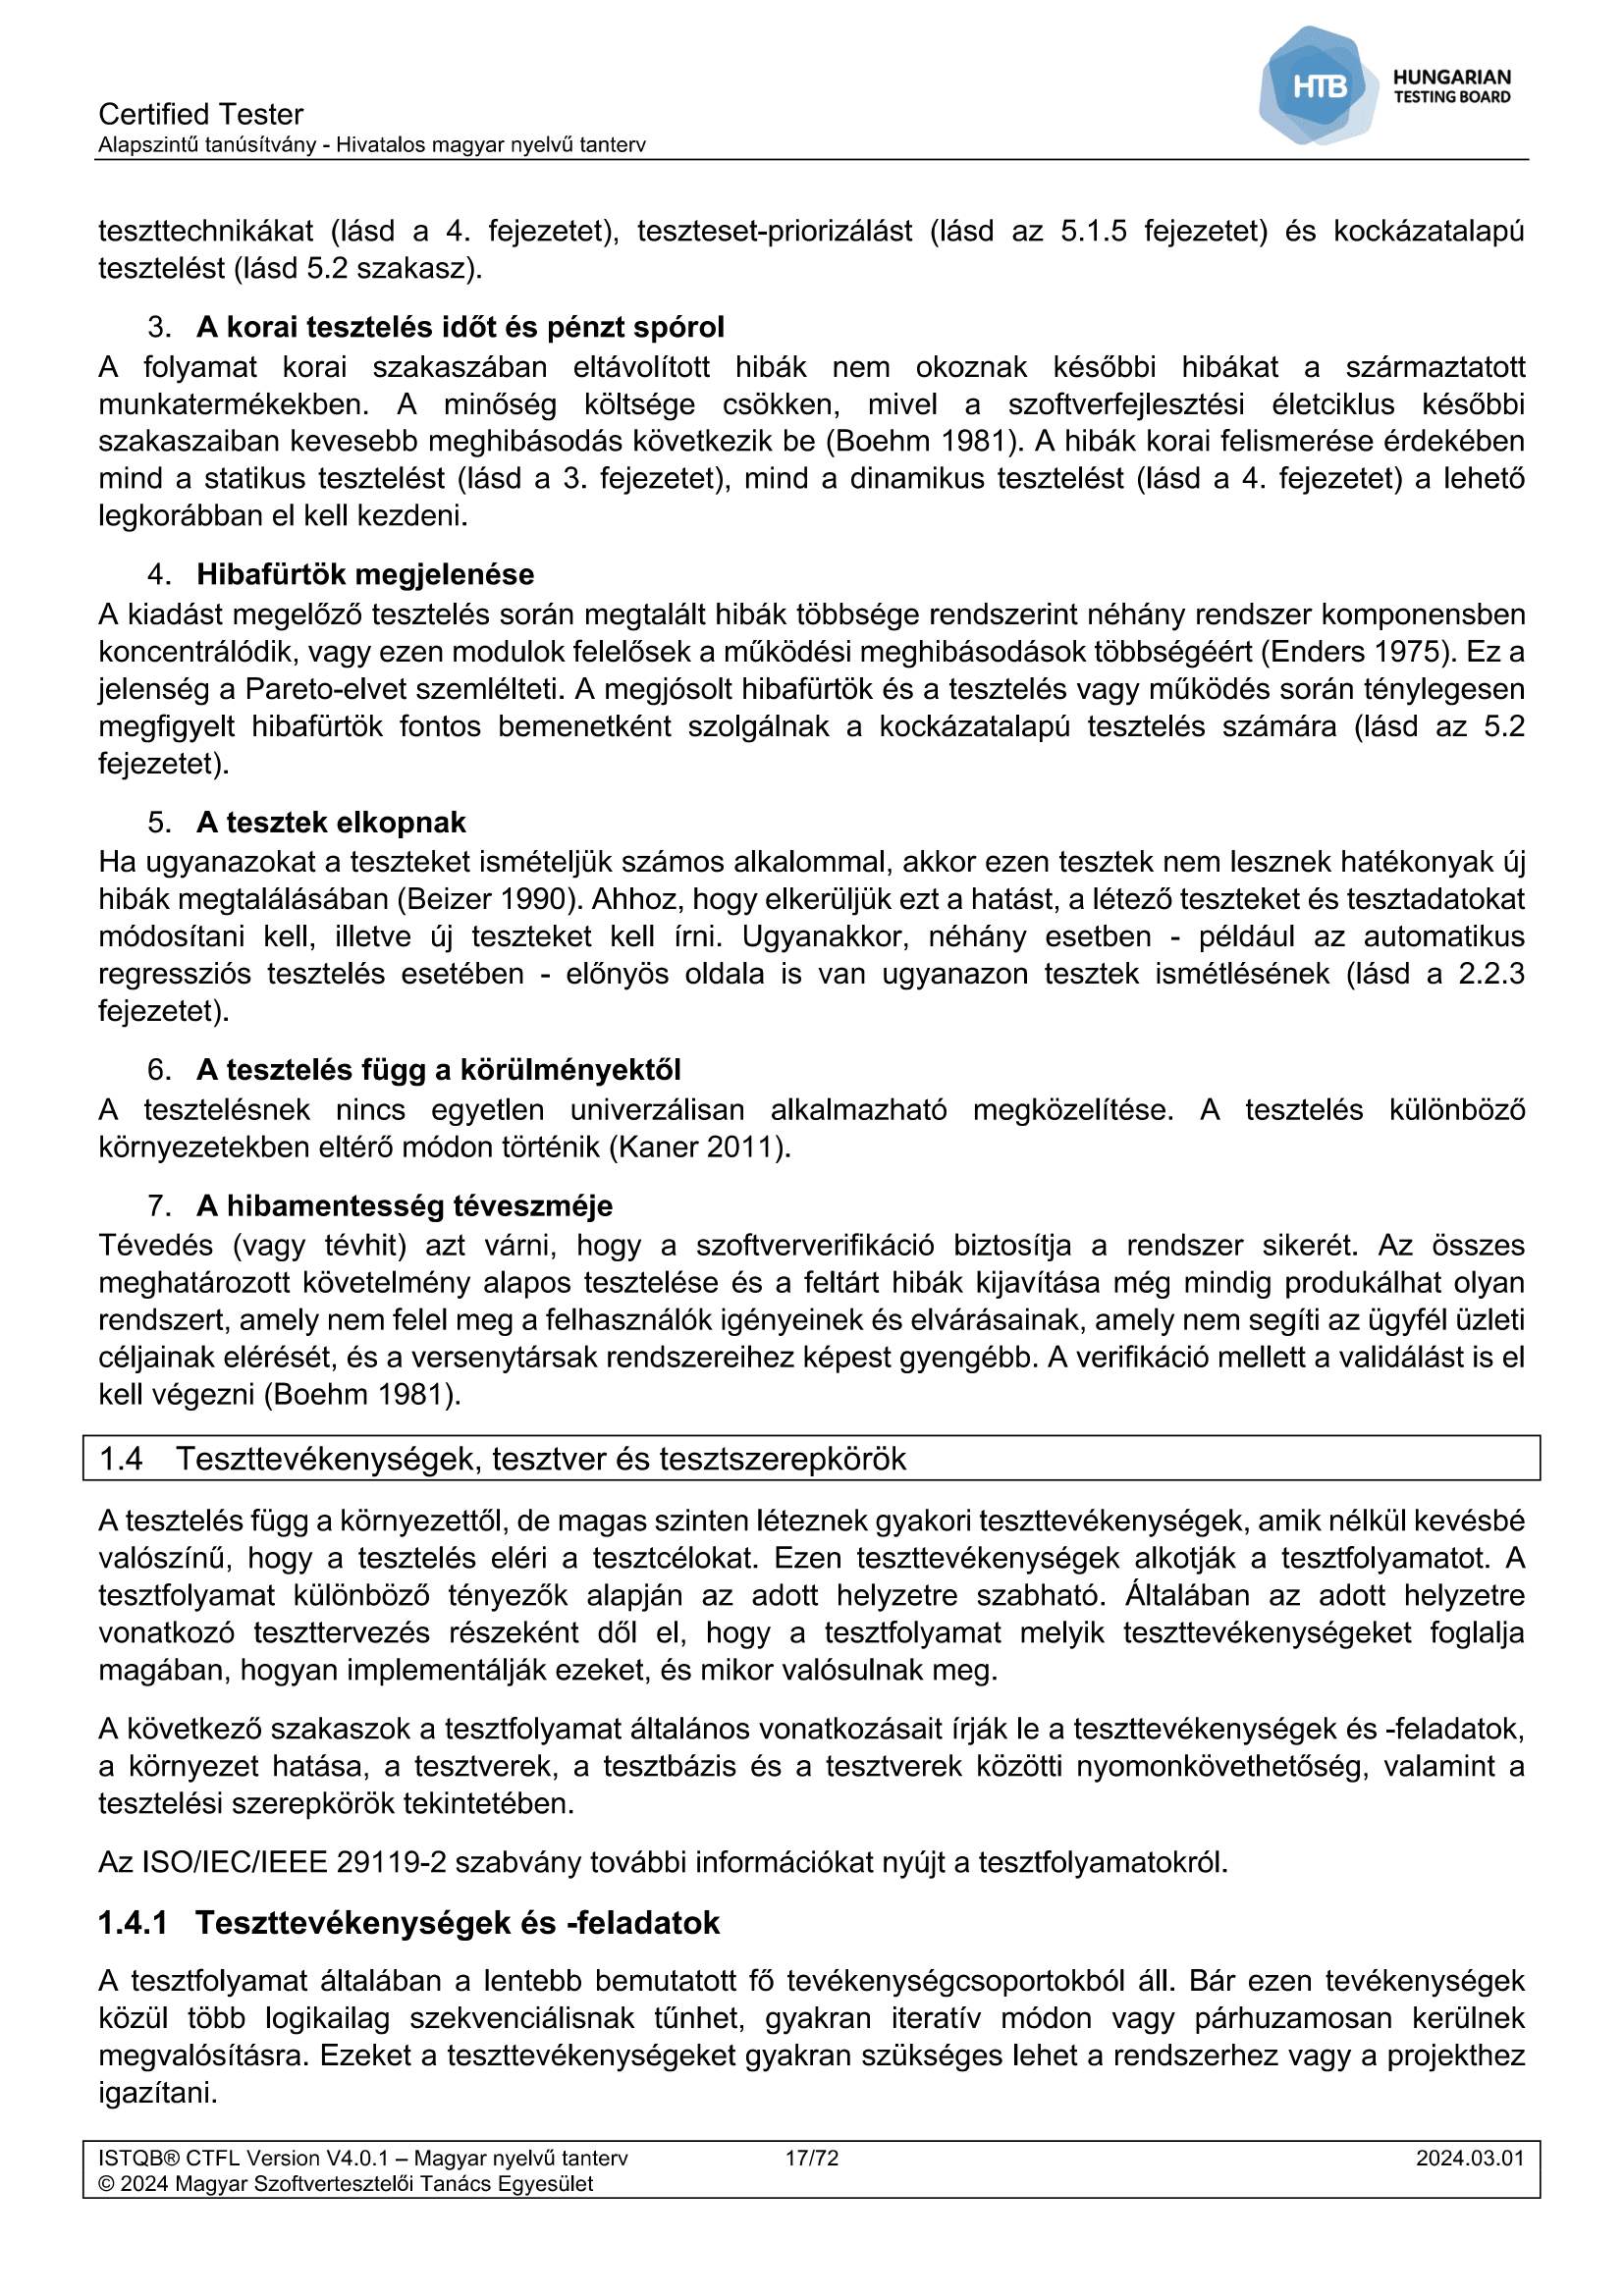 HTB
HUNGARIAN
TESTING BOARD
Certified Tester
Alapszintű tanúsítvány - Hivatalos magyar nyelvű tanterv
teszttechnikákat (lásd a 4. fejezetet), teszteset-priorizálást (lásd az 5.1.5 fejezetet) és kockázatalapú
tesztelést (lásd 5.2 szakasz).
3. A korai tesztelés időt és pénzt spórol
A folyamat korai szakaszában eltávolított hibák nem okoznak későbbi hibákat a származtatott
munkatermékekben. A minőség költsége csökken, mivel a szoftverfejlesztési életciklus későbbi
szakaszaiban kevesebb meghibásodás következik be (Boehm 1981). A hibák korai felismerése érdekében
mind a statikus tesztelést (lásd a 3. fejezetet), mind a dinamikus tesztelést (lásd a 4. fejezetet) a lehető
legkorábban el kell kezdeni.
4. Hibafürtök megjelenése
A kiadást megelőző tesztelés során megtalált hibák többsége rendszerint néhány rendszer komponensben
koncentrálódik, vagy ezen modulok felelősek a működési meghibásodások többségéért (Enders 1975). Ez a
jelenség a Pareto-elvet szemlélteti. A megjósolt hibafürtök és a tesztelés vagy működés során ténylegesen
megfigyelt hibafürtök fontos bemenetként szolgálnak a kockázatalapú tesztelés számára (lásd az 5.2
fejezetet).
5. A tesztek elkopnak
Ha ugyanazokat a teszteket ismételjük számos alkalommal, akkor ezen tesztek nem lesznek hatékonyak új
hibák megtalálásában (Beizer 1990). Ahhoz, hogy elkerüljük ezt a hatást, a létező teszteket és tesztadatokat
módosítani kell, illetve új teszteket kell írni. Ugyanakkor, néhány esetben - például az automatikus
regressziós tesztelés esetében - előnyös oldala is van ugyanazon tesztek ismétlésének (lásd a 2.2.3
fejezetet).
6. A tesztelés függ a körülményektől
A tesztelésnek nincs egyetlen univerzálisan alkalmazható megközelítése. A tesztelés különböző
környezetekben eltérő módon történik (Kaner 2011).
7. A hibamentesség téveszméje
Tévedés (vagy tévhit) azt várni, hogy a szoftververifikáció biztosítja a rendszer sikerét. Az összes
meghatározott követelmény alapos tesztelése és a feltárt hibák kijavítása még mindig produkálhat olyan
rendszert, amely nem felel meg a felhasználók igényeinek és elvárásainak, amely nem segíti az ügyfél üzleti
céljainak elérését, és a versenytársak rendszereihez képest gyengébb. A verifikáció mellett a validálást is el
kell végezni (Boehm 1981).
1.4 Teszttevékenységek, tesztver és tesztszerepkörök
A tesztelés függ a környezettől, de magas szinten léteznek gyakori teszttevékenységek, amik nélkül kevésbé
valószínű, hogy a tesztelés eléri a tesztcélokat. Ezen teszttevékenységek alkotják a tesztfolyamatot. A
tesztfolyamat különböző tényezők alapján az adott helyzetre szabható. Általában az adott helyzetre
vonatkozó teszttervezés részeként dől el, hogy a tesztfolyamat melyik teszttevékenységeket foglalja
magában, hogyan implementálják ezeket, és mikor valósulnak meg.
A következő szakaszok a tesztfolyamat általános vonatkozásait írják le a teszttevékenységek és -feladatok,
a környezet hatása, a tesztverek, a tesztbázis és a tesztverek közötti nyomonkövethetőség, valamint a
tesztelési szerepkörök tekintetében.
Az ISO/IEC/IEEE 29119-2 szabvány további információkat nyújt a tesztfolyamatokról.
1.4.1 Teszttevékenységek és -feladatok
A tesztfolyamat általában a lentebb bemutatott fő tevékenységcsoportokból áll. Bár ezen tevékenységek
közül több logikailag szekvenciálisnak tűnhet, gyakran iteratív módon vagy párhuzamosan kerülnek
megvalósításra. Ezeket a teszttevékenységeket gyakran szükséges lehet a rendszerhez vagy a projekthez
igazítani.
ISTQB® CTFL Version V4.0.1 – Magyar nyelvű tanterv 17/72 2024.03.01
© 2024 Magyar Szoftvertesztelői Tanács Egyesület